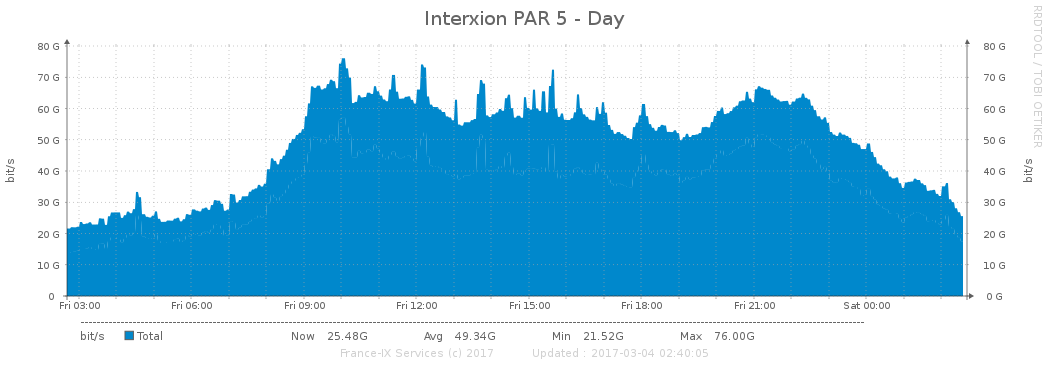 Interxion PAR 5 - Day
RRDTOOL / TOBI OETIKER
bit/s
bit/s
80 G 80 G
70 G 70 G
60 G 60 G
50 G 50 G
40 G 40 G
30 G 30 G
20 G 20 G
10 G 10 G
0 0 G
Fri 03:00 Fri 06:00 Fri 09:00 Fri 12:00 Fri 15:00 Fri 18:00 Fri 21:00 Sat 00:00
bit/s Total Now 25.48G Avg 49.34G Min 21.52G Max 76.00G
France-IX Services (c) 2017 Updated : 2017-03-04 02:40:05